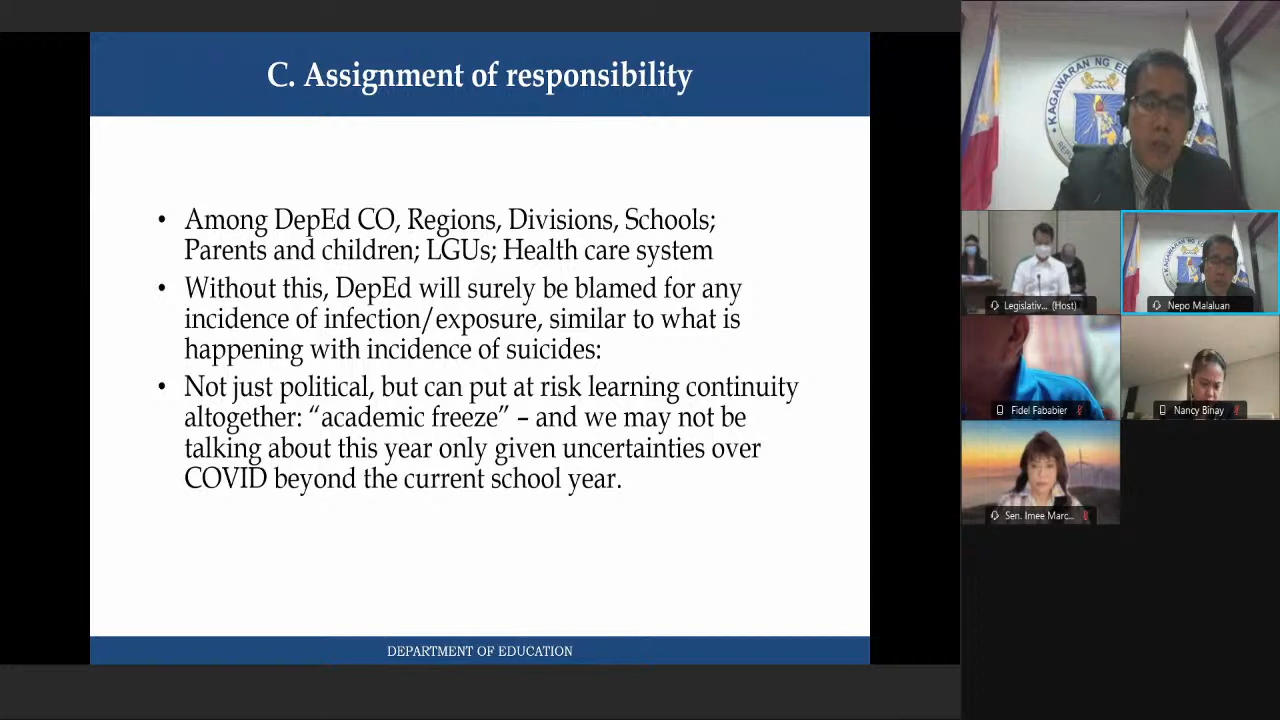 C. Assignment of responsibility
• Among DepEd CO, Regions, Divisions, Schools;
Parents and children; LGUs; Health care system
• Without this, DepEd will surely be blamed for any
incidence of infection/exposure, similar to what is
happening with incidence of suicides:
• Not just political, but can put at risk learning continuity
altogether: “academic freeze” – and we may not be
talking about this year only given uncertainties over
COVID beyond the current school year.
DEPARTMENT OF EDUCATION
KAGAWARAN NG
Legislativ... (Host)
Nepo Malaluan
Fidel Fababier
Nancy Binay
Sen. Imee Marc...